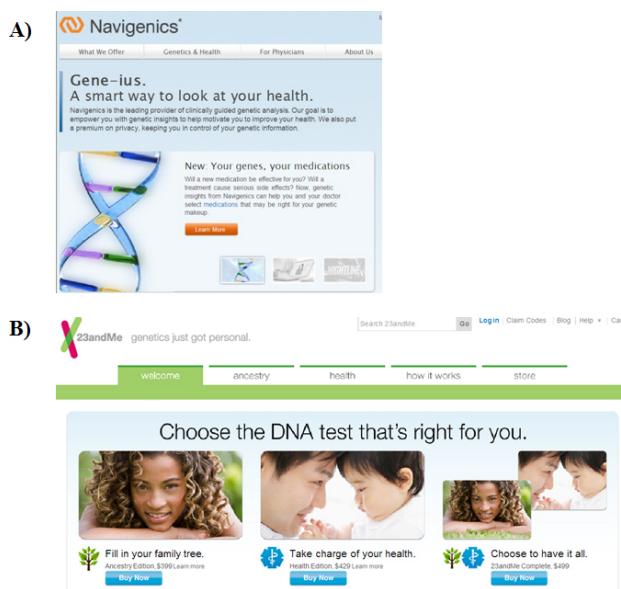 A)
Navigenics
What We Offer Genetics & Health For Physicians About Us
Gene-ius.
A smart way to look at your health.
Navigenics is the leading provider of clinically guided genetic analysis. Our goal is to
empower you with genetic insights to help motivate you to improve your health. We also put
a premium on privacy, keeping you in control of your genetic information.
New: Your genes, your medications
Will a new medication be effective for you? Will a
treatment cause serious side effects? Now, genetic
insights from Navigenics can help you and your doctor
select medications that may be right for your genetic
makeup.
Learn More
NIGHTLINE
B)
23andMe genetics just got personal.
Search 23andMe Go Log in Claim Codes Blog Help Ca
welcome ancestry health how it works store
Choose the DNA test that's right for you.
Fill in your family tree. Take charge of your health. Choose to have it all.
Ancestry Edition, $399 Learn more Health Edition, $429 Learn more 23andMe Complete, $499
Buy Now Buy Now Buy Now